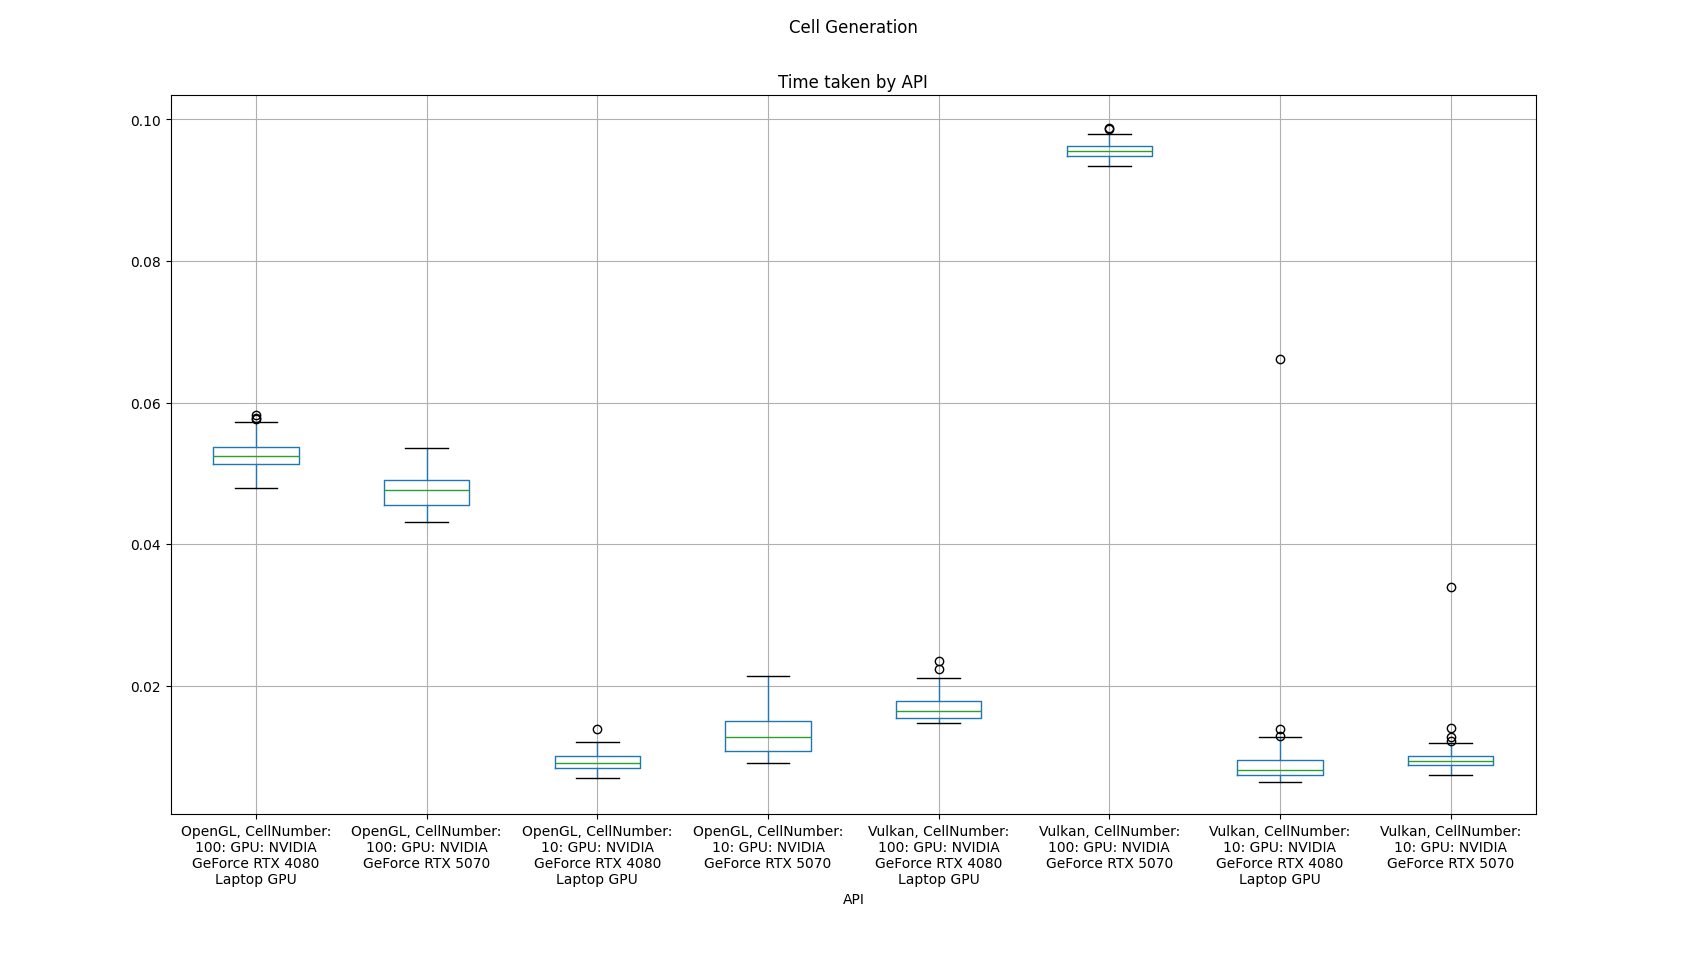 Cell Generation
Time taken by API
0.10
0.08
0.06
0.04
0.02
OpenGL, CellNumber:
100: GPU: NVIDIA
GeForce RTX 4080
Laptop GPU
OpenGL, CellNumber:
100: GPU: NVIDIA
GeForce RTX 5070
OpenGL, CellNumber:
10: GPU: NVIDIA
GeForce RTX 4080
Laptop GPU
OpenGL, CellNumber:
10: GPU: NVIDIA
GeForce RTX 5070
Vulkan, CellNumber:
100: GPU: NVIDIA
GeForce RTX 4080
Laptop GPU
Vulkan, CellNumber:
100: GPU: NVIDIA
GeForce RTX 5070
Vulkan, CellNumber:
10: GPU: NVIDIA
GeForce RTX 4080
Laptop GPU
Vulkan, CellNumber:
10: GPU: NVIDIA
GeForce RTX 5070
API